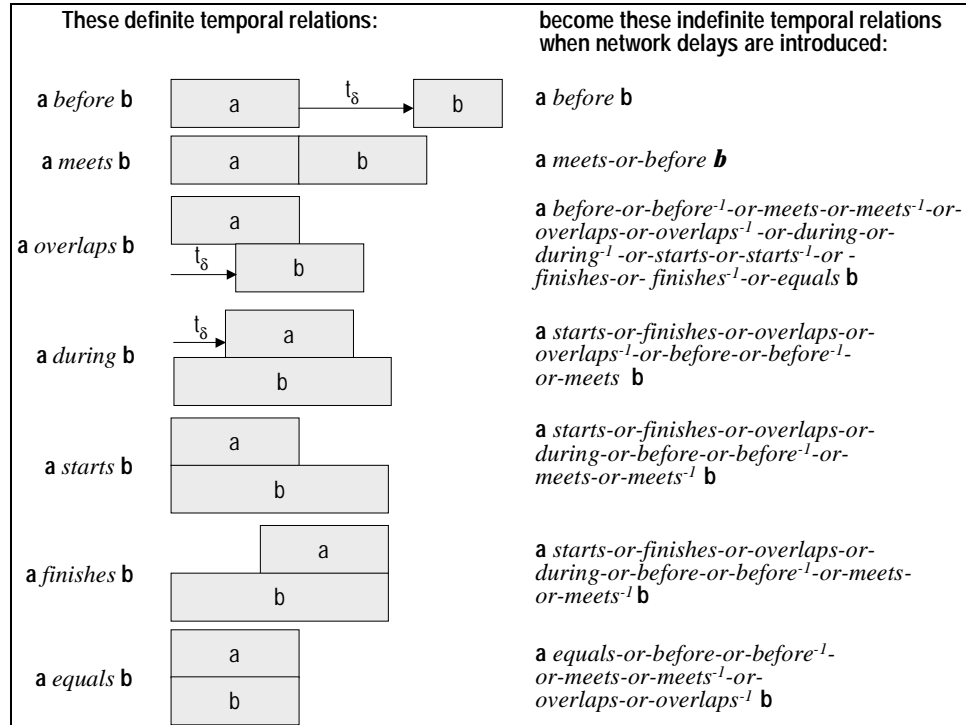 These definite temporal relations:
become these indefinite temporal relations
when network delays are introduced:
a before b
a
t_δ
b
a before b
a meets b
a
b
a meets-or-before b
a overlaps b
a
t_δ
b
a before-or-before⁻¹-or-meets-or-meets⁻¹-or-
overlaps-or-overlaps⁻¹ -or-during-or-
during⁻¹ -or-starts-or-starts⁻¹-or -
finishes-or- finishes⁻¹-or-equals b
a during b
t_δ
a
b
a starts-or-finishes-or-overlaps-or-
overlaps⁻¹-or-before-or-before⁻¹-
or-meets b
a starts b
a
b
a starts-or-finishes-or-overlaps-or-
during-or-before-or-before⁻¹-or-
meets-or-meets⁻¹ b
a finishes b
a
b
a starts-or-finishes-or-overlaps-or-
during-or-before-or-before⁻¹-or-meets-
or-meets⁻¹ b
a equals b
a
b
a equals-or-before-or-before⁻¹-
or-meets-or-meets⁻¹-or-
overlaps-or-overlaps⁻¹ b